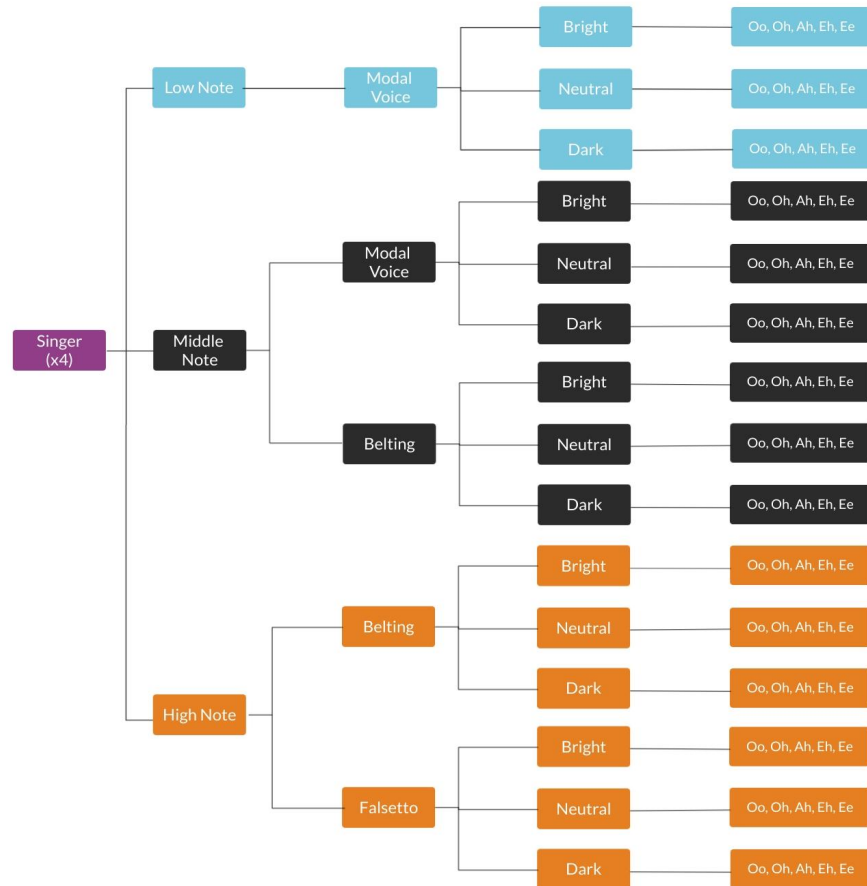 Bright
Oo, Oh, Ah, Eh, Ee
Low Note
Modal
Voice
Neutral
Oo, Oh, Ah, Eh, Ee
Dark
Oo, Oh, Ah, Eh, Ee
Bright
Oo, Oh, Ah, Eh, Ee
Modal
Voice
Neutral
Oo, Oh, Ah, Eh, Ee
Dark
Oo, Oh, Ah, Eh, Ee
Singer
(x4)
Middle
Note
Bright
Oo, Oh, Ah, Eh, Ee
Belting
Neutral
Oo, Oh, Ah, Eh, Ee
Dark
Oo, Oh, Ah, Eh, Ee
Bright
Oo, Oh, Ah, Eh, Ee
Belting
Neutral
Oo, Oh, Ah, Eh, Ee
Dark
Oo, Oh, Ah, Eh, Ee
High Note
Bright
Oo, Oh, Ah, Eh, Ee
Falsetto
Neutral
Oo, Oh, Ah, Eh, Ee
Dark
Oo, Oh, Ah, Eh, Ee